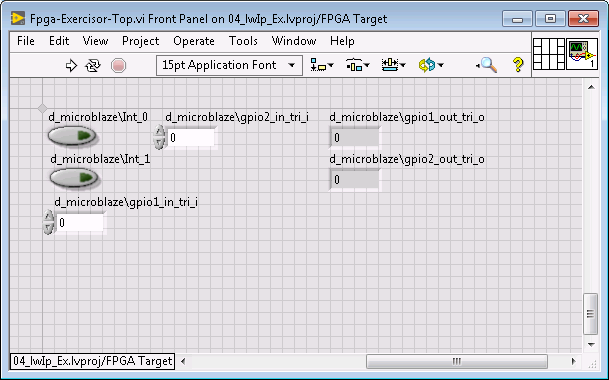 Fpga-Exercisor-Top.vi Front Panel on 04_lwIp_Ex.lvproj/FPGA Target
File Edit View Project Operate Tools Window Help
15pt Application Font
?
1
d_microblaze\Int_0 d_microblaze\gpio2_in_tri_i d_microblaze\gpio1_out_tri_o
0 0
d_microblaze\Int_1 d_microblaze\gpio2_out_tri_o
0
d_microblaze\gpio1_in_tri_i
0
04_lwIp_Ex.lvproj/FPGA Target